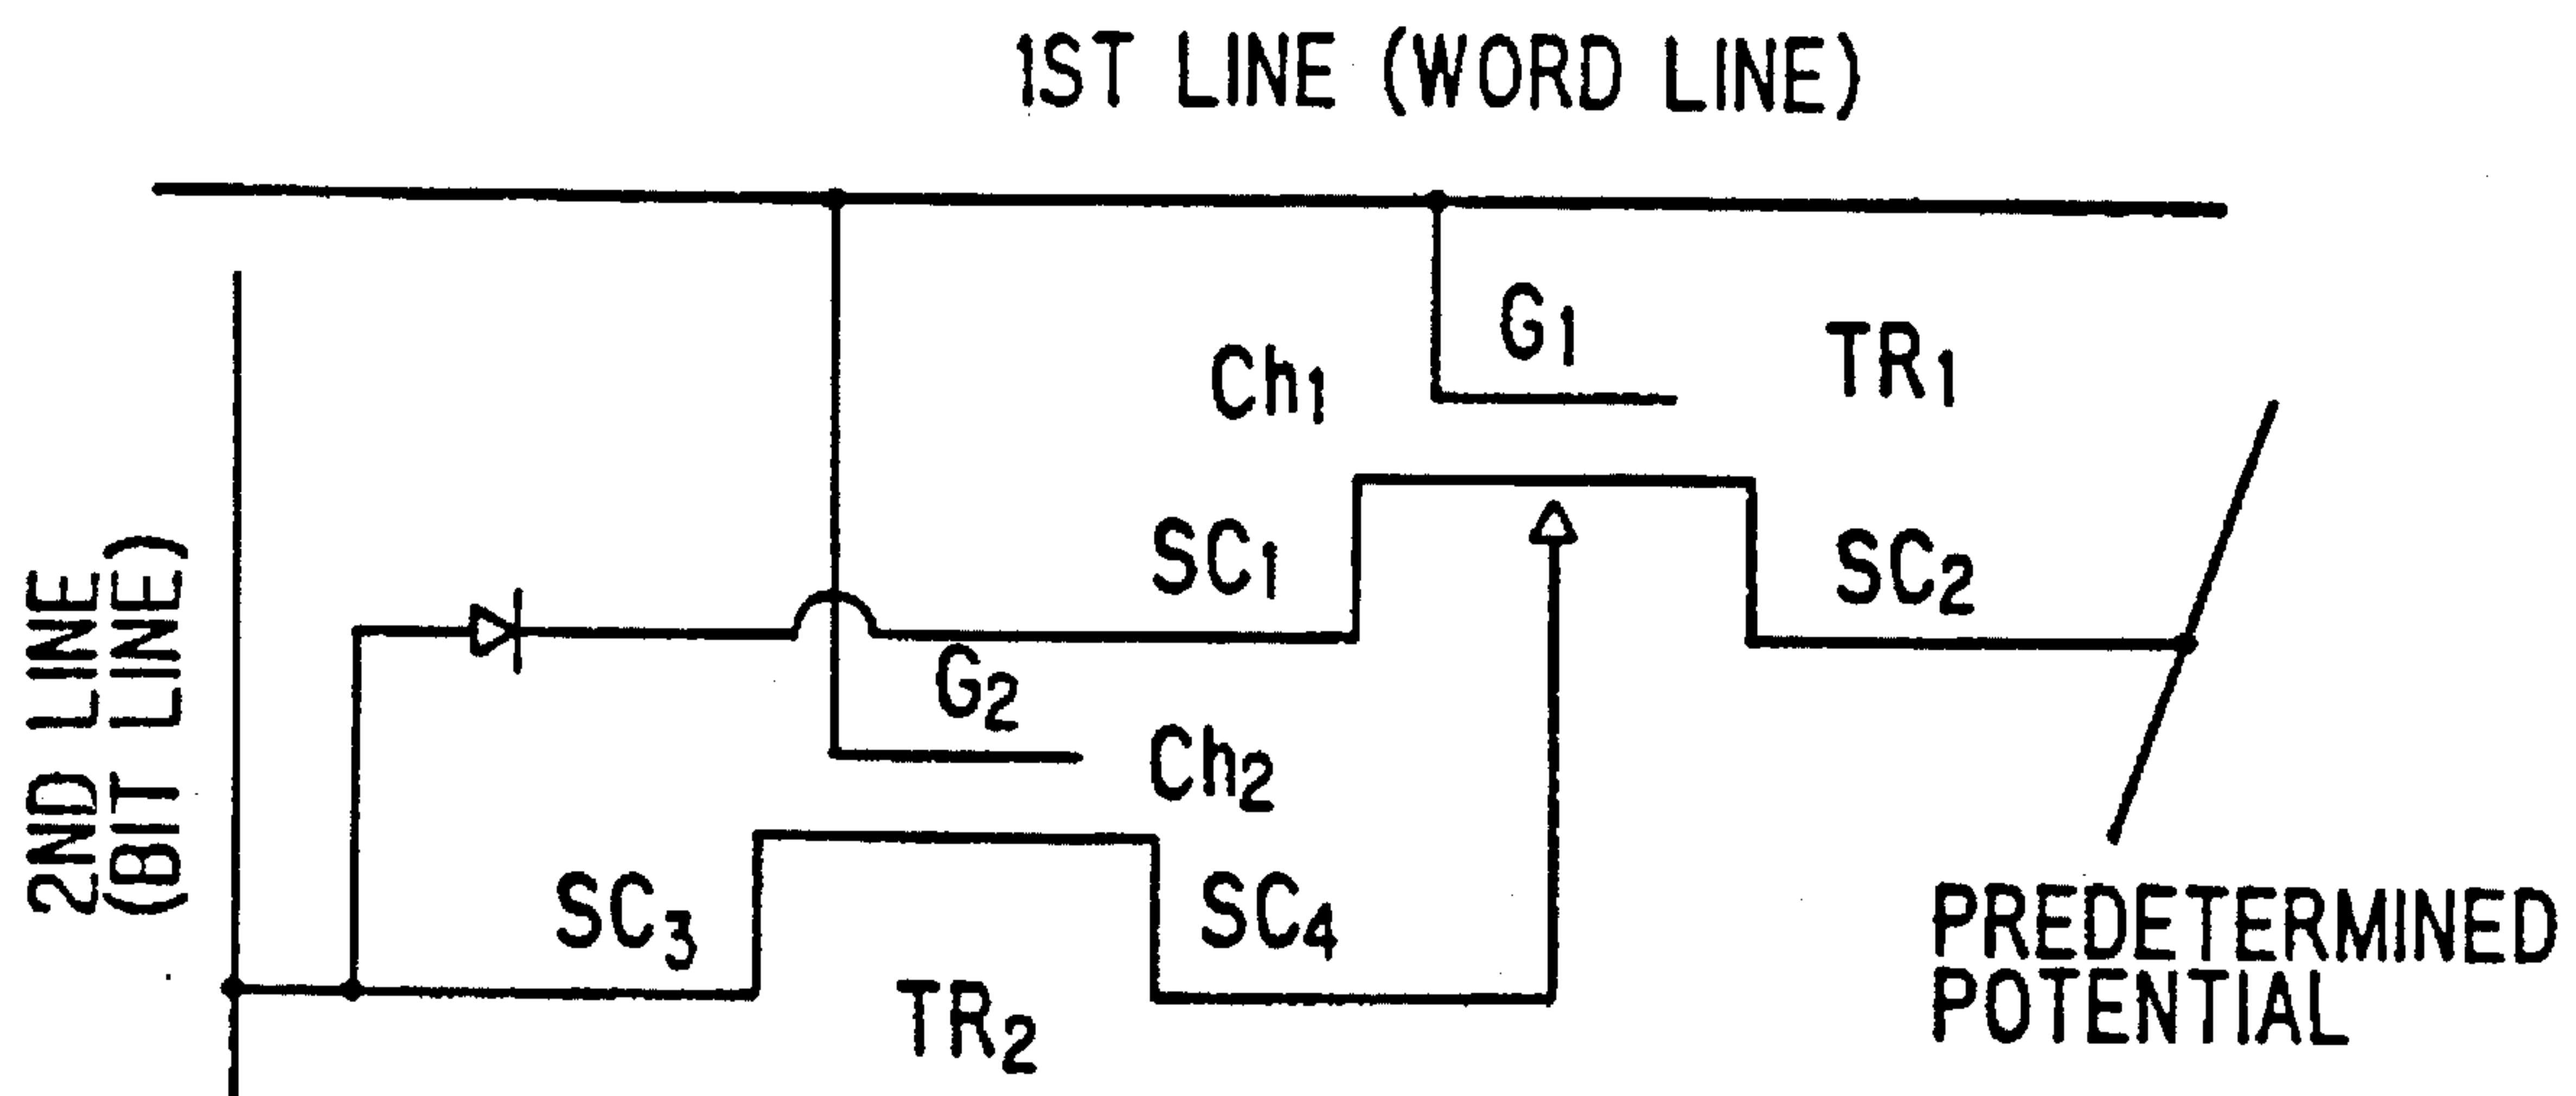 1ST LINE (WORD LINE)
G1
TR1
Ch1
SC1
SC2
2ND LINE
(BIT LINE)
G2
Ch2
SC3
SC4
TR2
PREDETERMINED
POTENTIAL